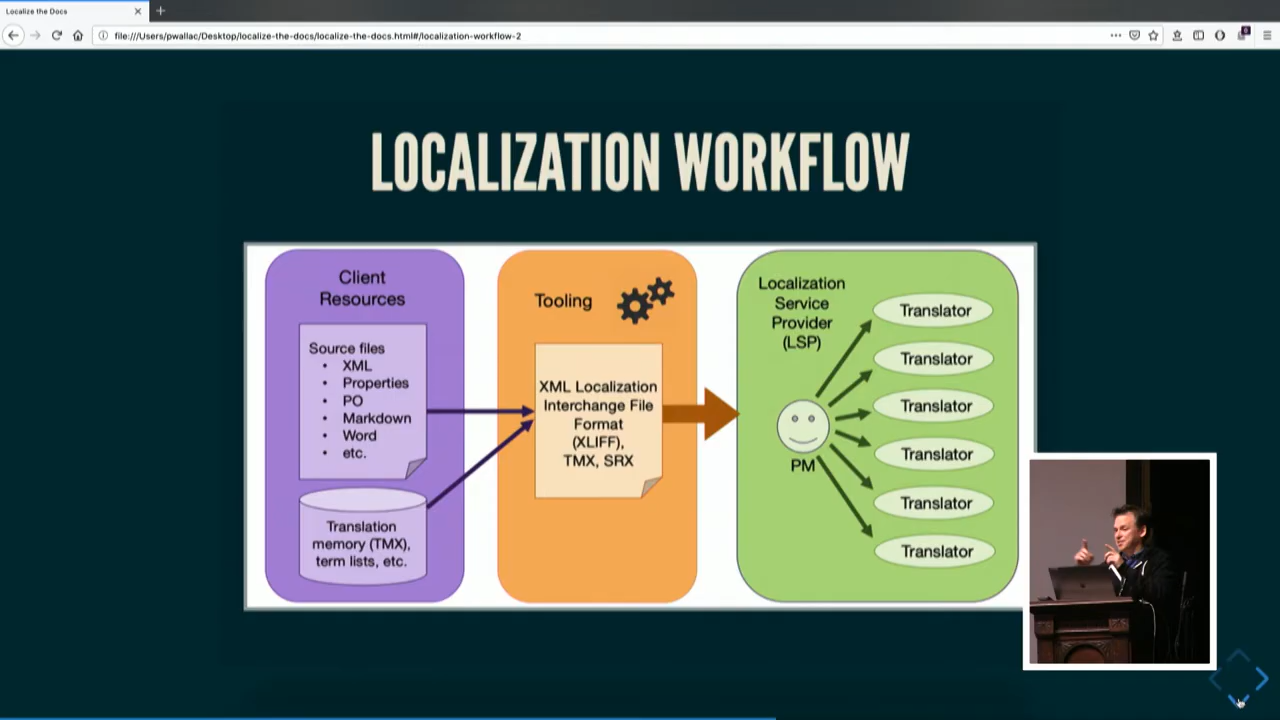 Localize the Docs
file:///Users/pwallac/Desktop/localize-the-docs/localize-the-docs.html#/localization-workflow-2
LOCALIZATION WORKFLOW
Client
Resources
Source files
• XML
• Properties
• PO
• Markdown
• Word
• etc.
Translation
memory (TMX),
term lists, etc.
Tooling
XML Localization
Interchange File
Format
(XLIFF),
TMX, SRX
Localization
Service
Provider
(LSP)
PM
Translator
Translator
Translator
Translator
Translator
Translator